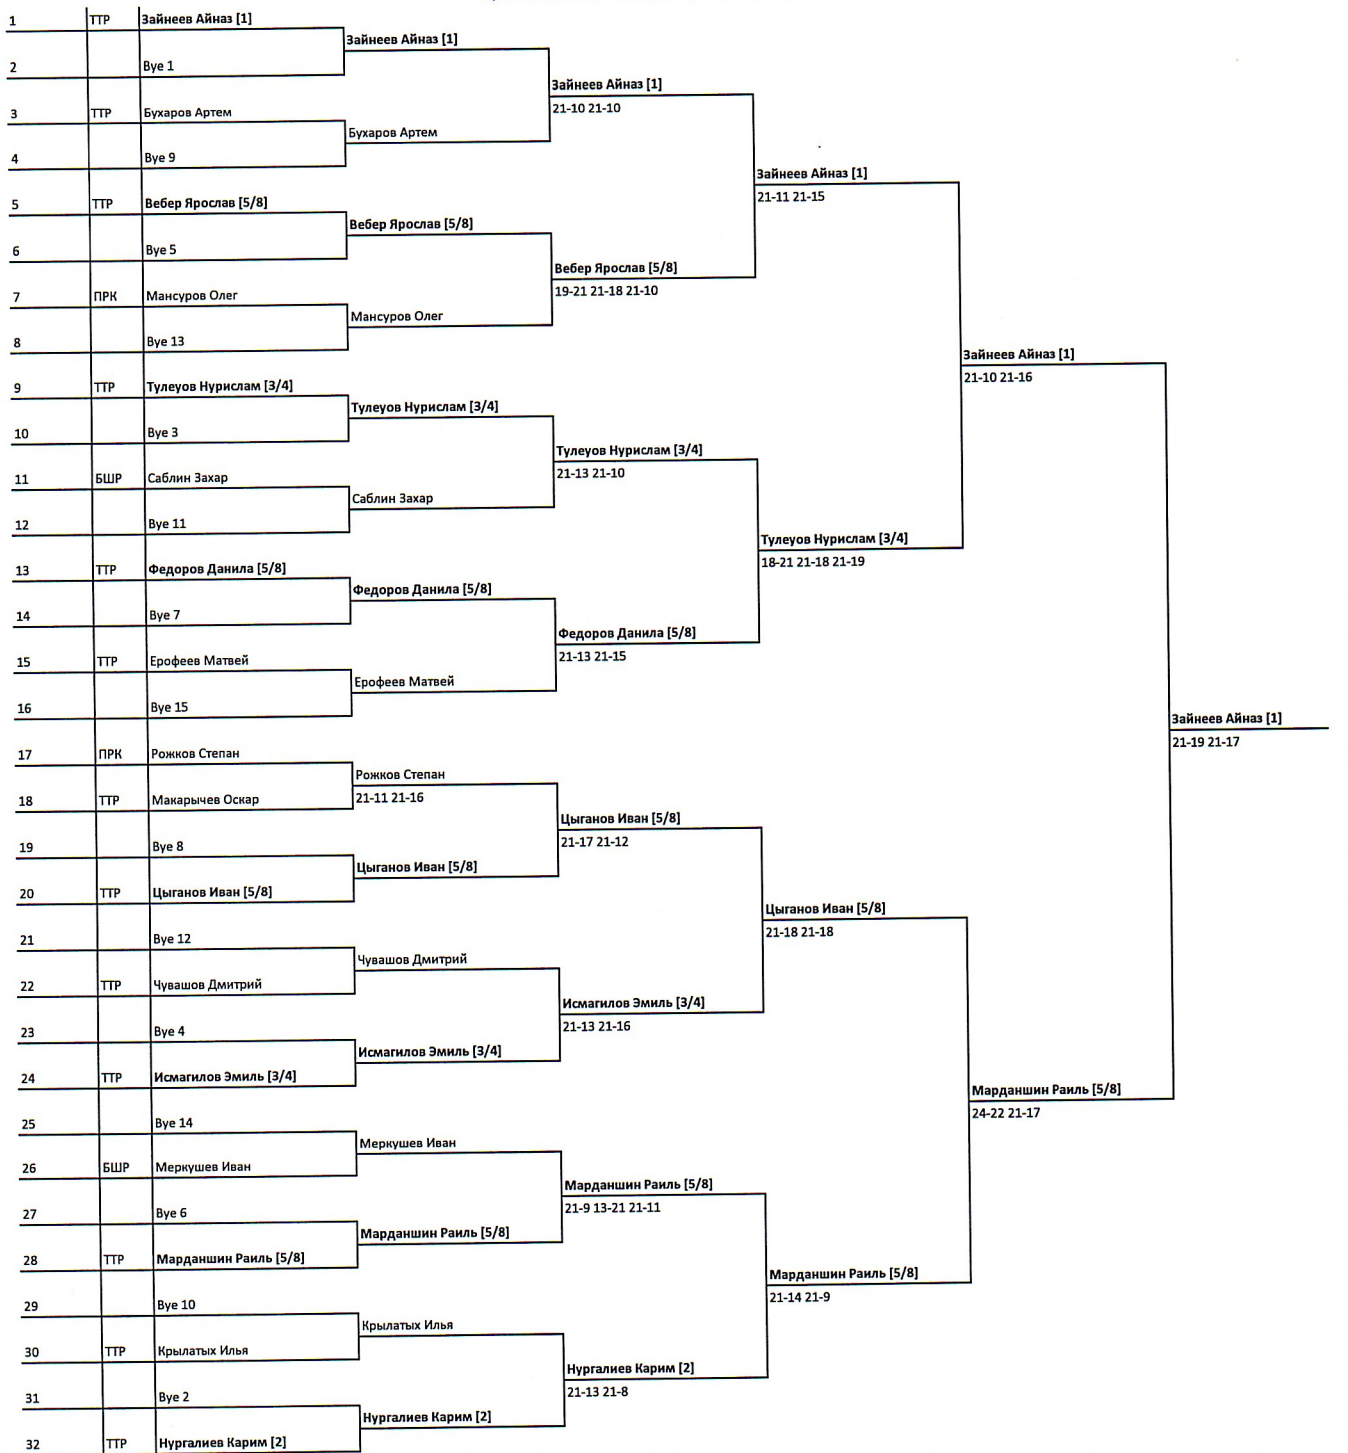 1 ТТР Зайнеев Айназ [1]
Зайнеев Айназ [1]
2 Bye 1
Зайнеев Айназ [1]
21-10 21-10
3 ТТР Бухаров Артем
Бухаров Артем
4 Bye 9
Зайнеев Айназ [1]
21-11 21-15
5 ТТР Вебер Ярослав [5/8]
Вебер Ярослав [5/8]
6 Bye 5
Вебер Ярослав [5/8]
19-21 21-18 21-10
7 ПРК Мансуров Олег
Мансуров Олег
8 Bye 13
Зайнеев Айназ [1]
21-10 21-16
9 ТТР Тулеуов Нурислам [3/4]
Тулеуов Нурислам [3/4]
10 Bye 3
Тулеуов Нурислам [3/4]
21-13 21-10
11 БШР Саблин Захар
Саблин Захар
12 Bye 11
Тулеуов Нурислам [3/4]
18-21 21-18 21-19
13 ТТР Федоров Данила [5/8]
Федоров Данила [5/8]
14 Bye 7
Федоров Данила [5/8]
21-13 21-15
15 ТТР Ерофеев Матвей
Ерофеев Матвей
16 Bye 15
Зайнеев Айназ [1]
21-19 21-17
17 ПРК Рожков Степан
Рожков Степан
21-11 21-16
18 ТТР Макарычев Оскар
Цыганов Иван [5/8]
21-17 21-12
19 Bye 8
Цыганов Иван [5/8]
20 ТТР Цыганов Иван [5/8]
Цыганов Иван [5/8]
21-18 21-18
21 Bye 12
Чувашов Дмитрий
22 ТТР Чувашов Дмитрий
Исмагилов Эмиль [3/4]
21-13 21-16
23 Bye 4
Исмагилов Эмиль [3/4]
24 ТТР Исмагилов Эмиль [3/4]
Марданшин Раиль [5/8]
24-22 21-17
25 Bye 14
Меркушев Иван
26 БШР Меркушев Иван
Марданшин Раиль [5/8]
21-9 13-21 21-11
27 Bye 6
Марданшин Раиль [5/8]
28 ТТР Марданшин Раиль [5/8]
Марданшин Раиль [5/8]
21-14 21-9
29 Bye 10
Крылатых Илья
30 ТТР Крылатых Илья
Нургалиев Карим [2]
21-13 21-8
31 Bye 2
Нургалиев Карим [2]
32 ТТР Нургалиев Карим [2]